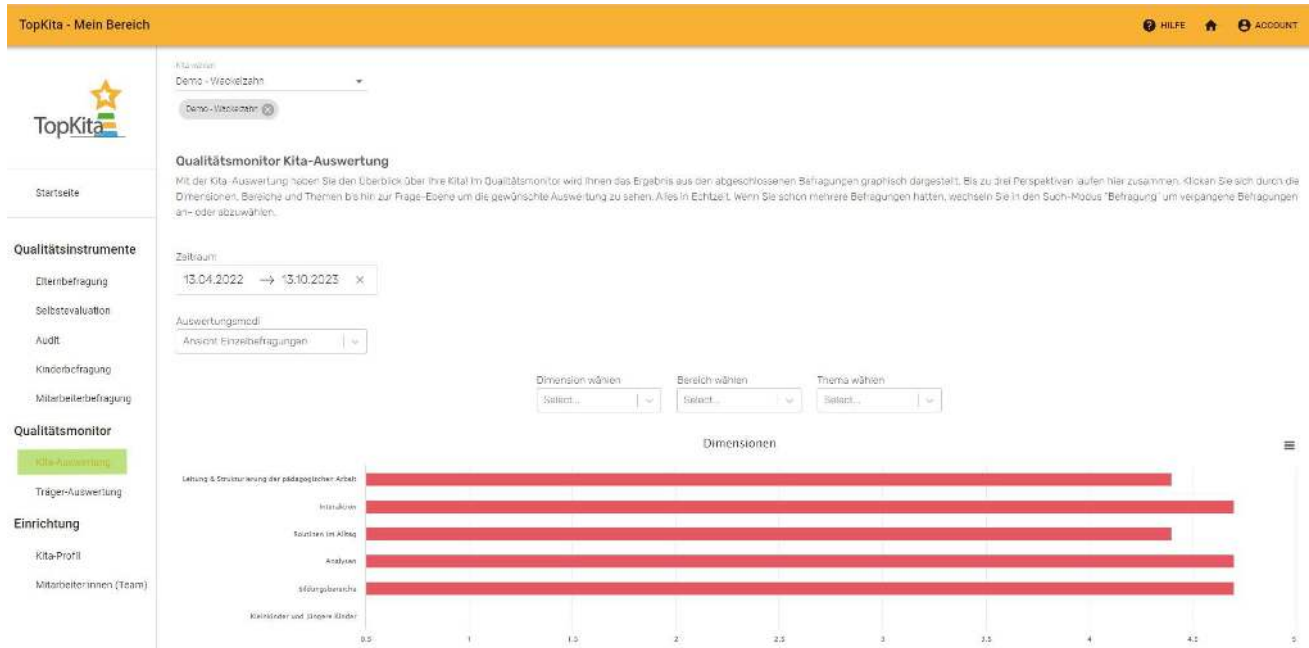 TopKita - Mein Bereich
HILFE
ACCOUNT
TopKita
Startseite
Qualitätsinstrumente
Elternbefragung
Selbstevaluation
Audit
Kinderbefragung
Mitarbeiterbefragung
Qualitätsmonitor
Kita-Auswertung
Träger-Auswertung
Einrichtung
Kita-Profil
Mitarbeiter:innen (Team)
Kita wählen
Demo - Wackelzahn
Demo - Wackelzahn
Qualitätsmonitor Kita-Auswertung
Mit der Kita-Auswertung haben Sie den Überblick über Ihre Kita! Im Qualitätsmonitor wird Ihnen das Ergebnis aus den abgeschlossenen Befragungen graphisch dargestellt. Bis zu drei Perspektiven laufen hier zusammen. Klicken Sie sich durch die
Dimensionen, Bereiche und Themen bis hin zur Frage-Ebene um die gewünschte Auswertung zu sehen. Alles in Echtzeit. Wenn Sie schon mehrere Befragungen hatten, wechseln Sie in den Such-Modus "Befragung" um vergangene Befragungen
an- oder abzuwählen.
Zeitraum
13.04.2022 → 13.10.2023 ×
Auswertungsmodi
Ansicht Einzelbefragungen
Dimension wählen Bereich wählen Thema wählen
Select... Select... Select...
Dimensionen
Leitung & Strukturierung der pädagogischen Arbeit
Interaktion
Routinen im Alltag
Analysen
Bildungsbereiche
Kleinkinder und jüngere Kinder
0.5 1 1.5 2 2.5 3 3.5 4 4.5 5